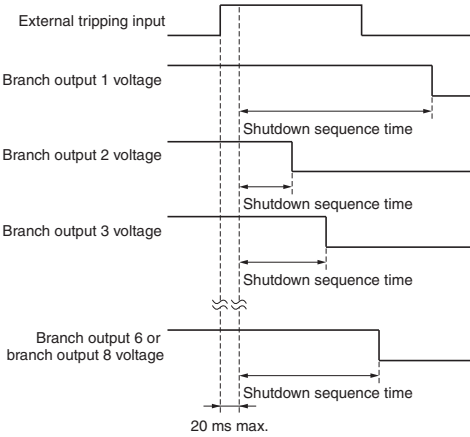 External tripping input
Branch output 1 voltage
Shutdown sequence time
Branch output 2 voltage
Shutdown sequence time
Branch output 3 voltage
Shutdown sequence time
Branch output 6 or
branch output 8 voltage
Shutdown sequence time
20 ms max.